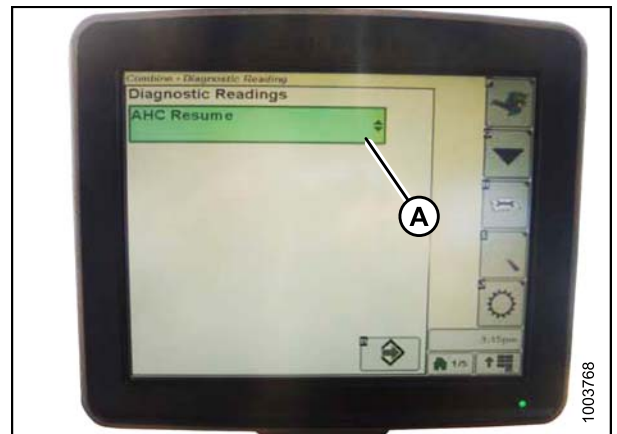 Combine - Diagnostic Reading
Diagnostic Readings
AHC Resume
A
3:15pm
1/5
1003768